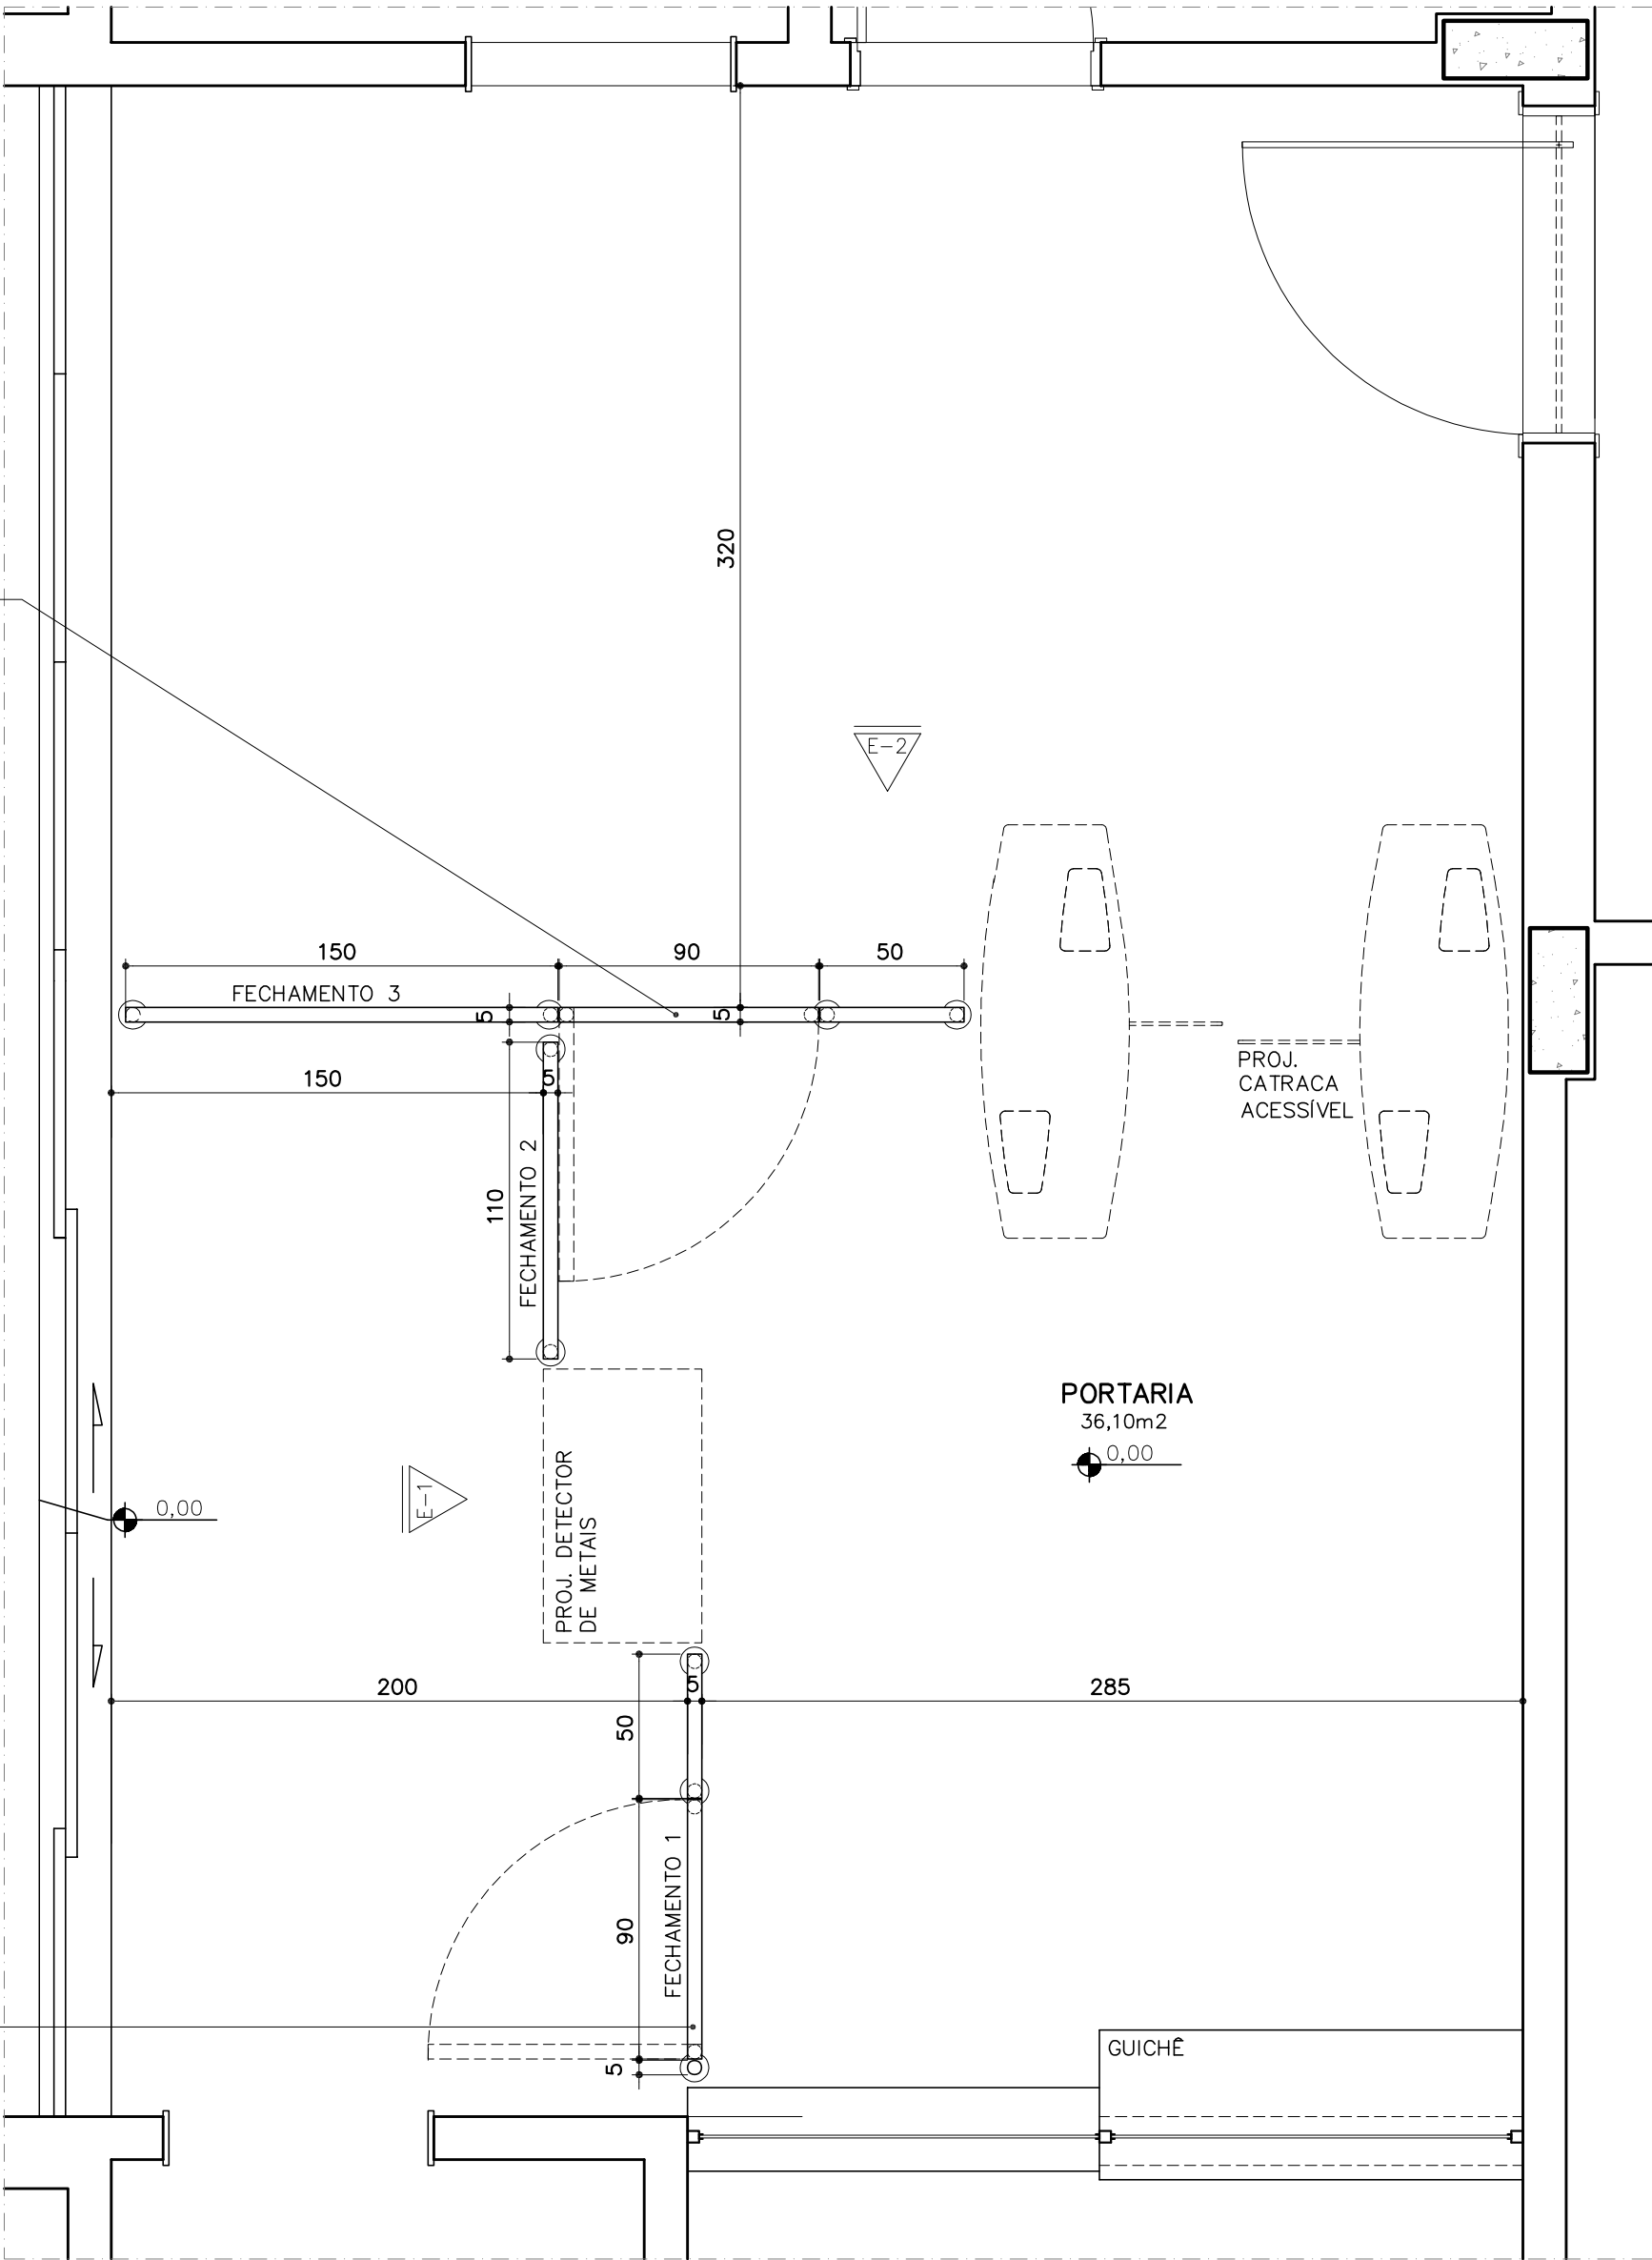 320
E-2
150
90
50
FECHAMENTO 3
5
5
150
5
PROJ.
CATRACA
ACESSÍVEL
110
FECHAMENTO 2
PORTARIA
36,10m2
0,00
E-1
0,00
PROJ. DETECTOR
DE METAIS
200
5
285
50
90
FECHAMENTO 1
5
GUICHÊ